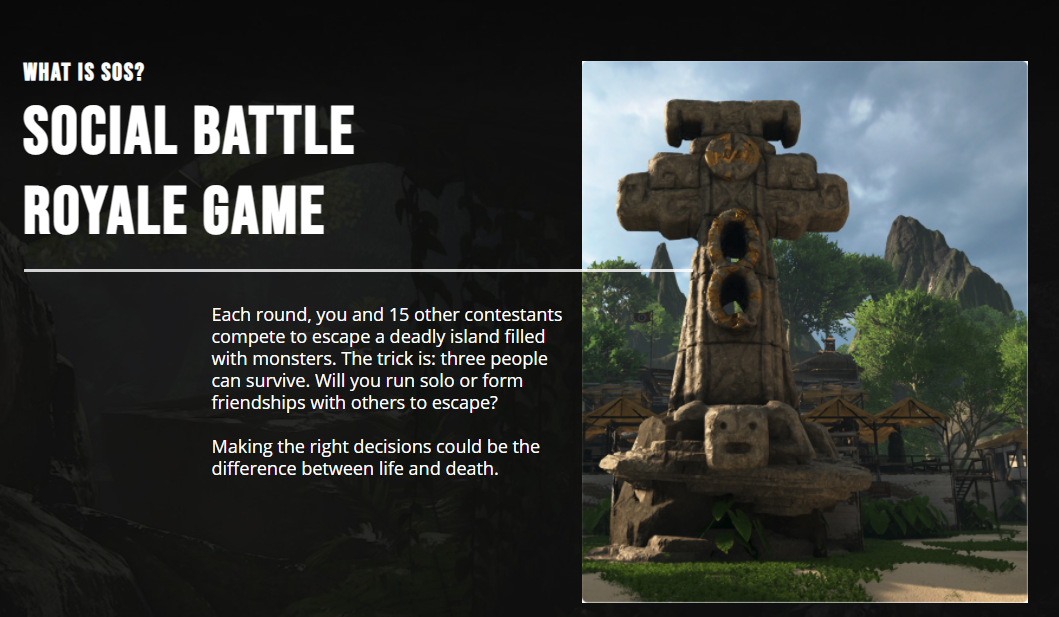 WHAT IS SOS?
SOCIAL BATTLE
ROYALE GAME
Each round, you and 15 other contestants
compete to escape a deadly island filled
with monsters. The trick is: three people
can survive. Will you run solo or form
friendships with others to escape?
Making the right decisions could be the
difference between life and death.